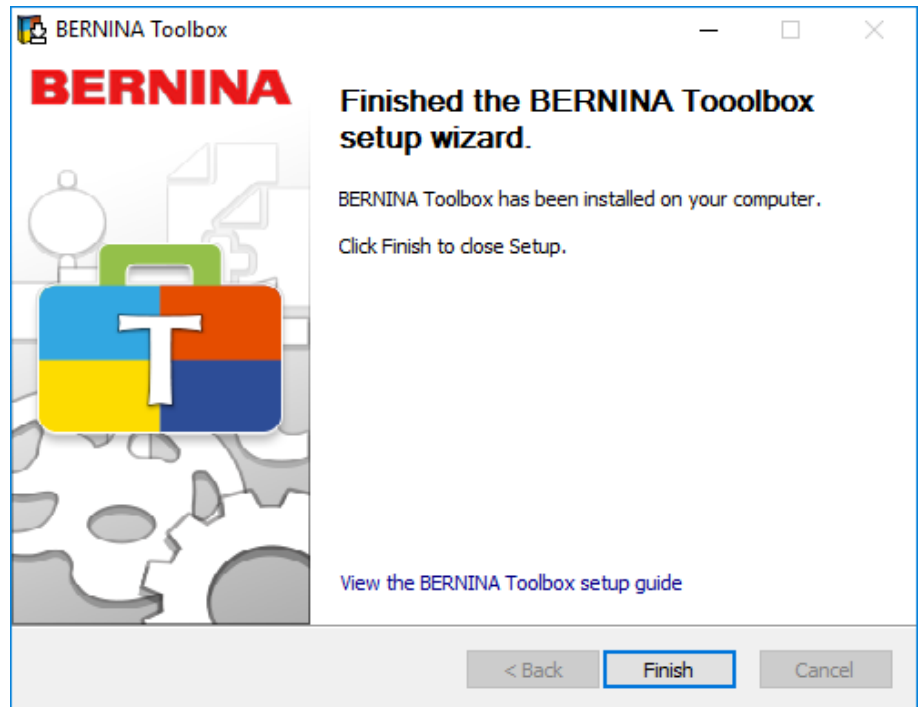 BERNINA Toolbox
BERNINA
T
Finished the BERNINA Tooolbox
setup wizard.
BERNINA Toolbox has been installed on your computer.
Click Finish to close Setup.
View the BERNINA Toolbox setup guide
< Back
Finish
Cancel